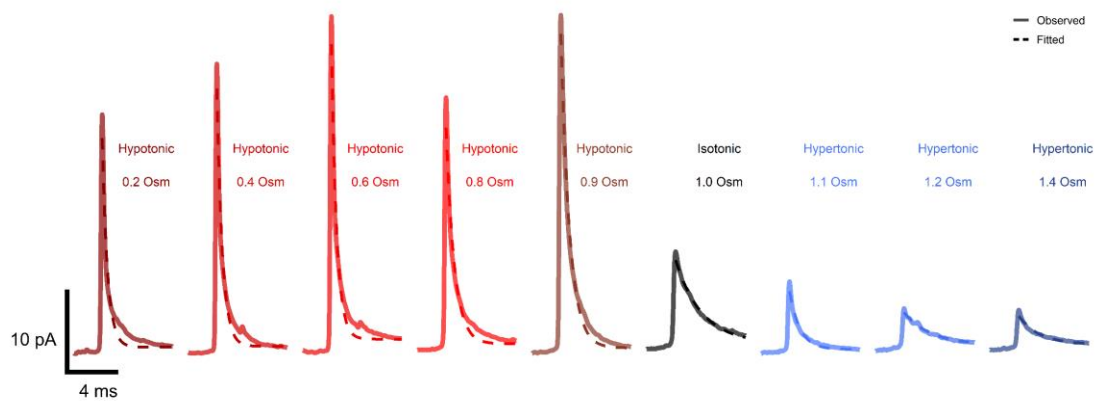 Observed
Fitted
Hypotonic Hypotonic Hypotonic Hypotonic Hypotonic Isotonic Hypertonic Hypertonic Hypertonic
0.2 Osm 0.4 Osm 0.6 Osm 0.8 Osm 0.9 Osm 1.0 Osm 1.1 Osm 1.2 Osm 1.4 Osm
10 pA
4 ms